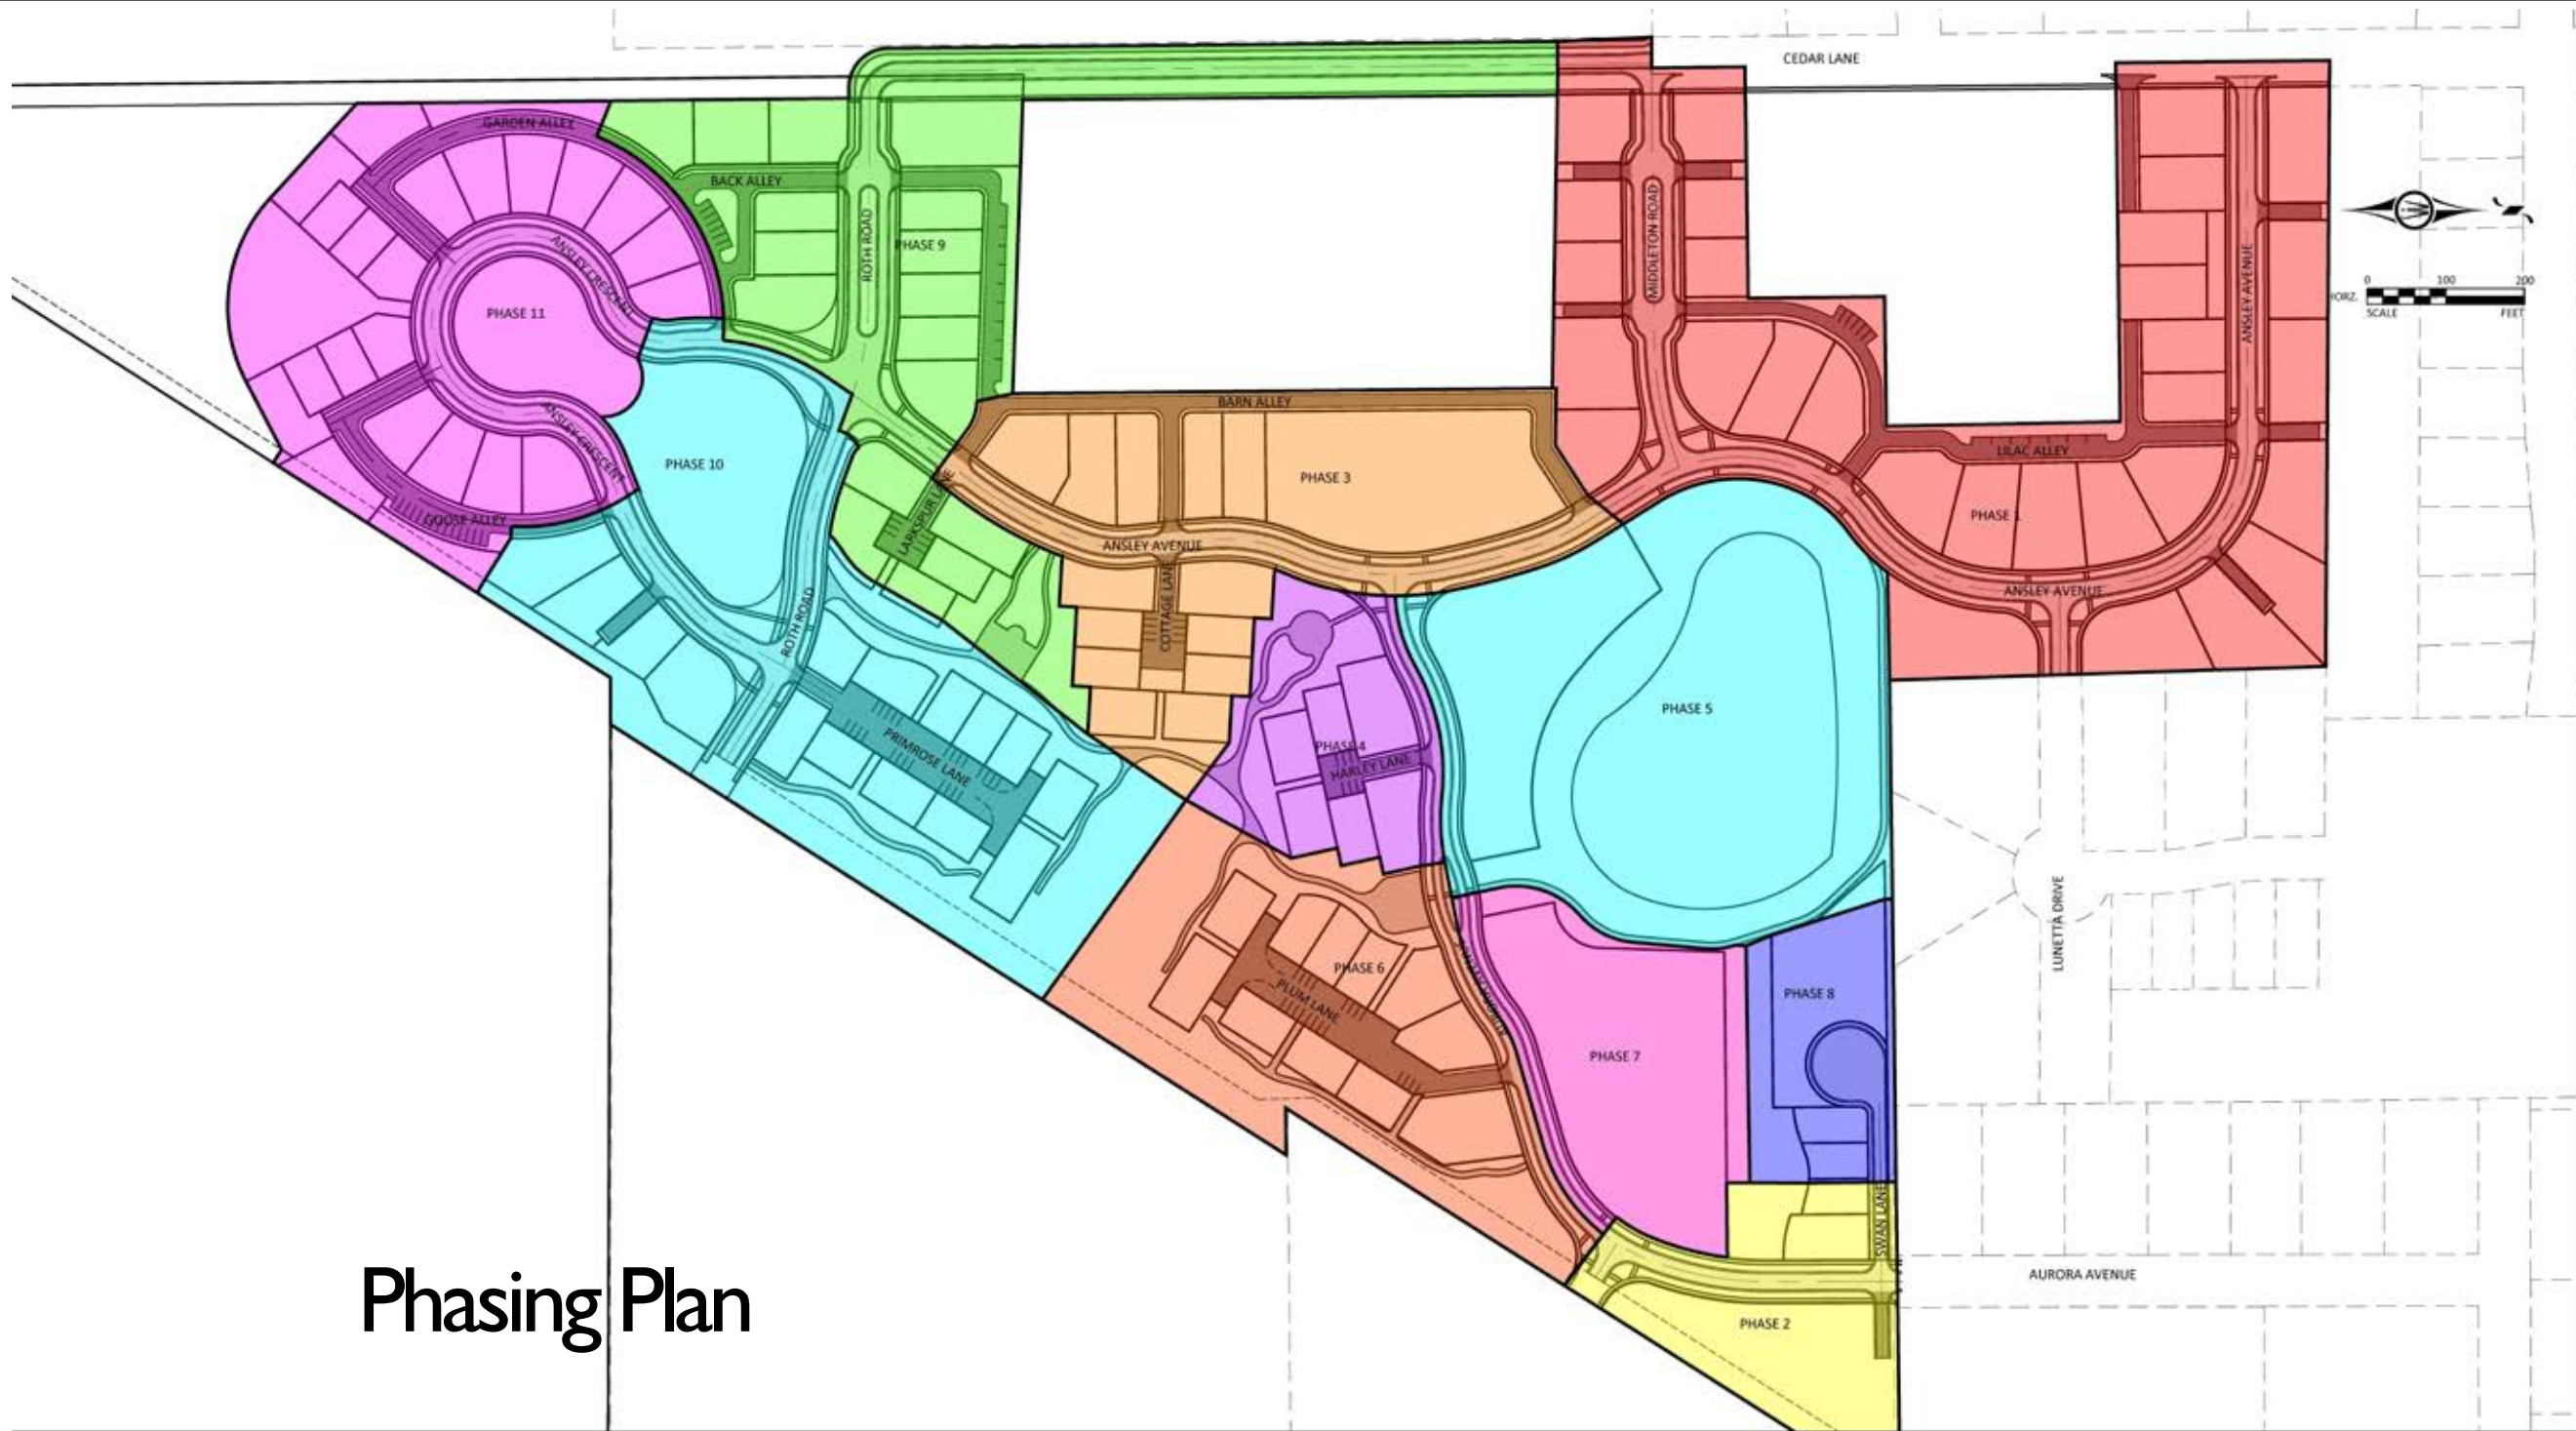 CEDAR LANE
GARDEN ALLEY
BACK ALLEY
ROTH ROAD
PHASE 9
MIDDLETON ROAD
ANSLEY AVENUE
ANSLEY CRESCENT
PHASE 11
0 100 200
HORZ.
SCALE FEET
BARN ALLEY
ANSLEY CRESCENT
PHASE 10
PHASE 3
LILAC ALLEY
GOOSE ALLEY
LARKSPUR LANE
PHASE 1
ANSLEY AVENUE
ANSLEY AVENUE
COTTAGE LANE
ROTH ROAD
PHASE 5
PHASE 4
HARLEY LANE
PRIMROSE LANE
LUNETTA DRIVE
PHASE 6
PLUM LANE
PHASE 8
PHASE 7
SWAN LANE
AURORA AVENUE
PHASE 2
Phasing Plan